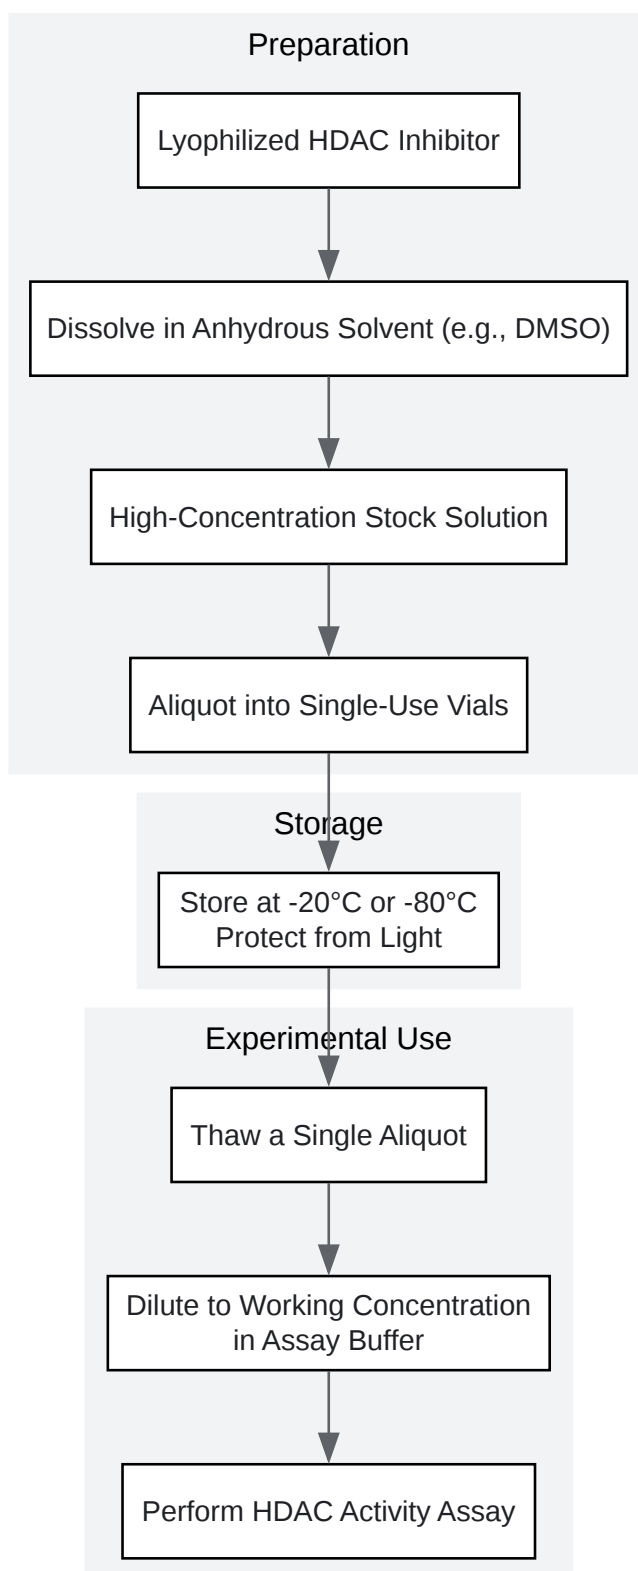 Preparation
Lyophilized HDAC Inhibitor
Dissolve in Anhydrous Solvent (e.g., DMSO)
High-Concentration Stock Solution
Aliquot into Single-Use Vials
Storage
Store at -20°C or -80°C
Protect from Light
Experimental Use
Thaw a Single Aliquot
Dilute to Working Concentration
in Assay Buffer
Perform HDAC Activity Assay